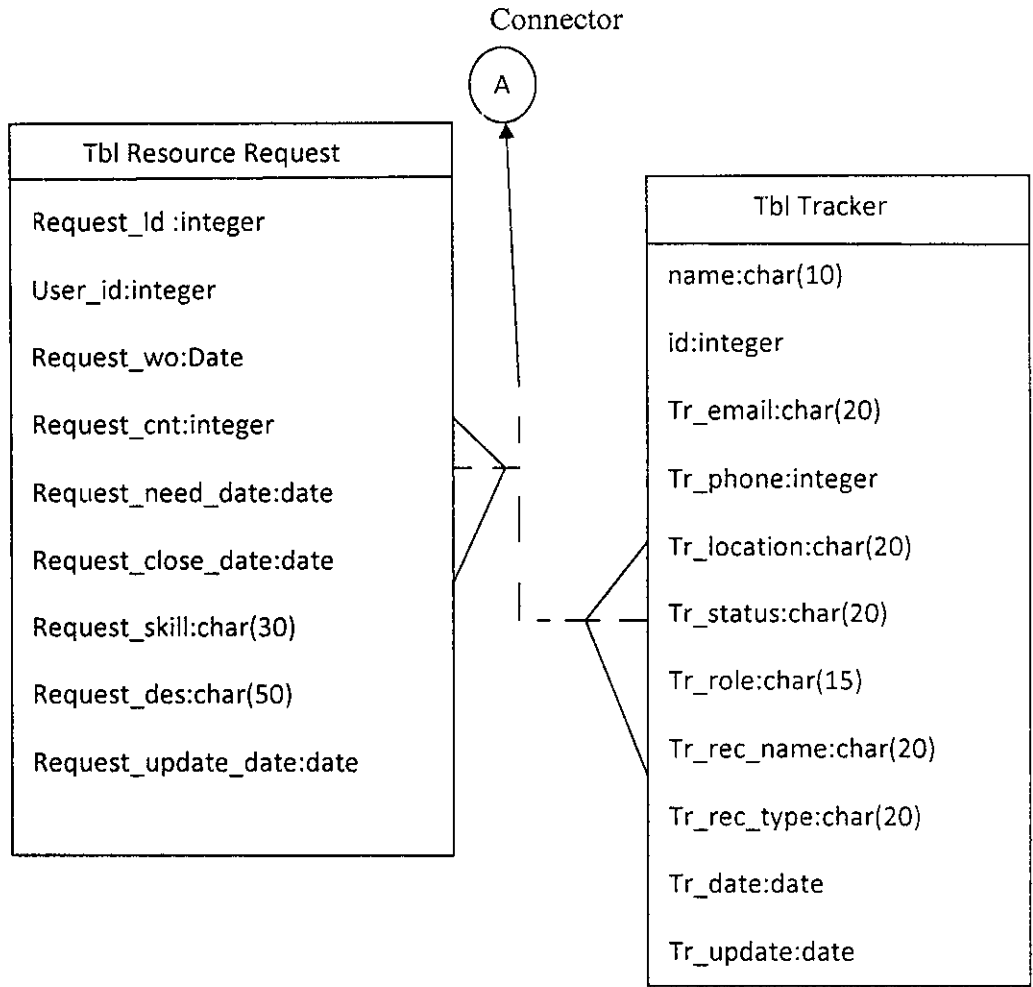 Connector
A
Tbl Resource Request
Request_Id :integer
User_id:integer
Request_wo:Date
Request_cnt:integer
Request_need_date:date
Request_close_date:date
Request_skill:char(30)
Request_des:char(50)
Request_update_date:date
Tbl Tracker
name:char(10)
id:integer
Tr_email:char(20)
Tr_phone:integer
Tr_location:char(20)
Tr_status:char(20)
Tr_role:char(15)
Tr_rec_name:char(20)
Tr_rec_type:char(20)
Tr_date:date
Tr_update:date